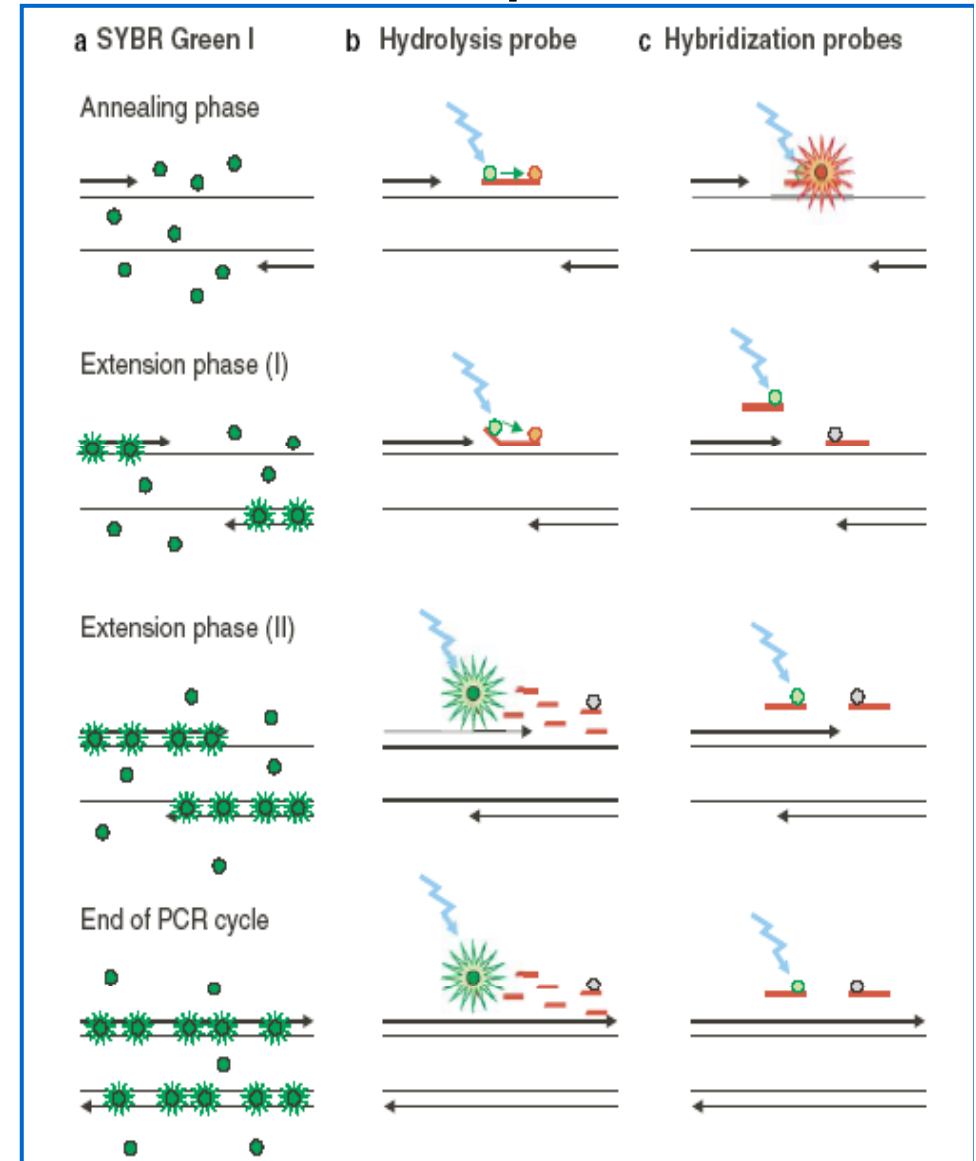 a SYBR Green I
b Hydrolysis probe
c Hybridization probes
Annealing phase
Extension phase (I)
Extension phase (II)
End of PCR cycle